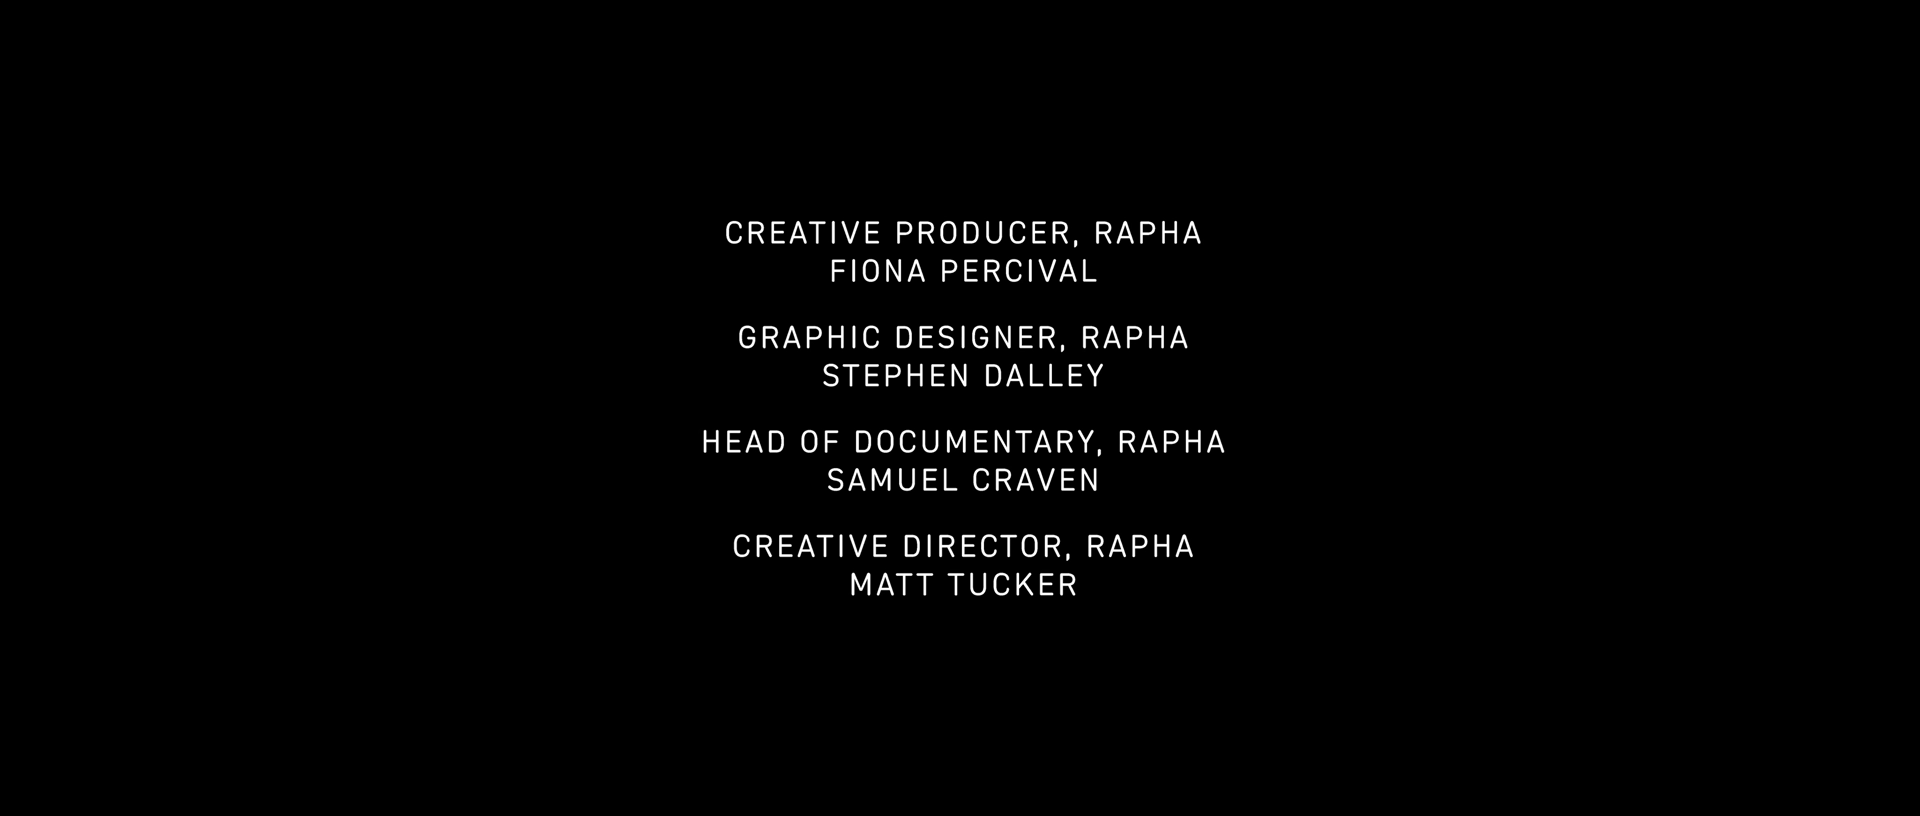 CREATIVE PRODUCER, RAPHA
FIONA PERCIVAL
GRAPHIC DESIGNER, RAPHA
STEPHEN DALLEY
HEAD OF DOCUMENTARY, RAPHA
SAMUEL CRAVEN
CREATIVE DIRECTOR, RAPHA
MATT TUCKER